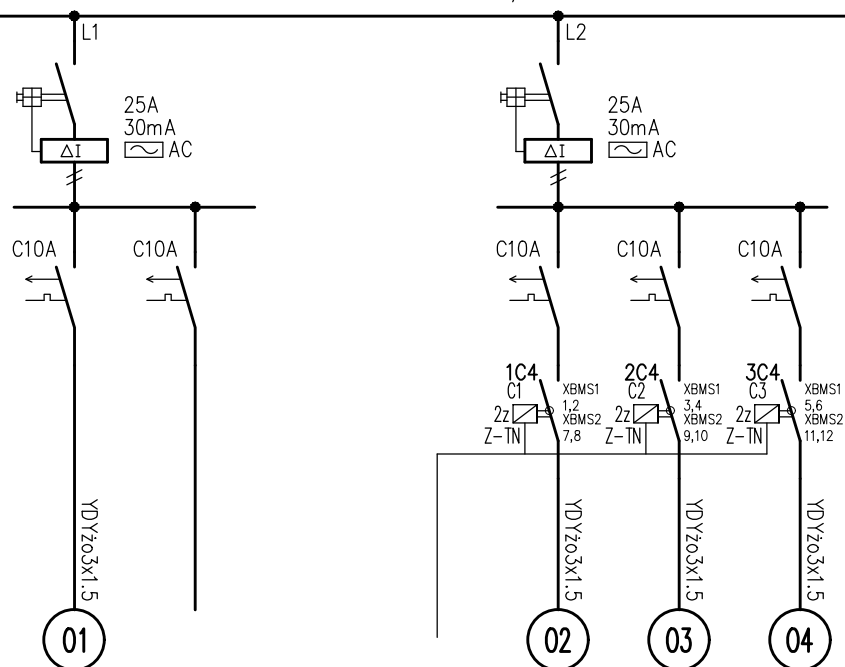 L1
L2
25A
30mA
AC
ΔI
25A
30mA
AC
ΔI
C10A
C10A
C10A
C10A
C10A
1C4
C1
2z
Z-TN
XBMS1
1,2
XBMS2
7,8
2C4
C2
2z
Z-TN
XBMS1
3,4
XBMS2
9,10
3C4
C3
2z
Z-TN
XBMS1
5,6
XBMS2
11,12
YDYżo3x1.5
YDYżo3x1.5
YDYżo3x1.5
YDYżo3x1.5
01
02
03
04